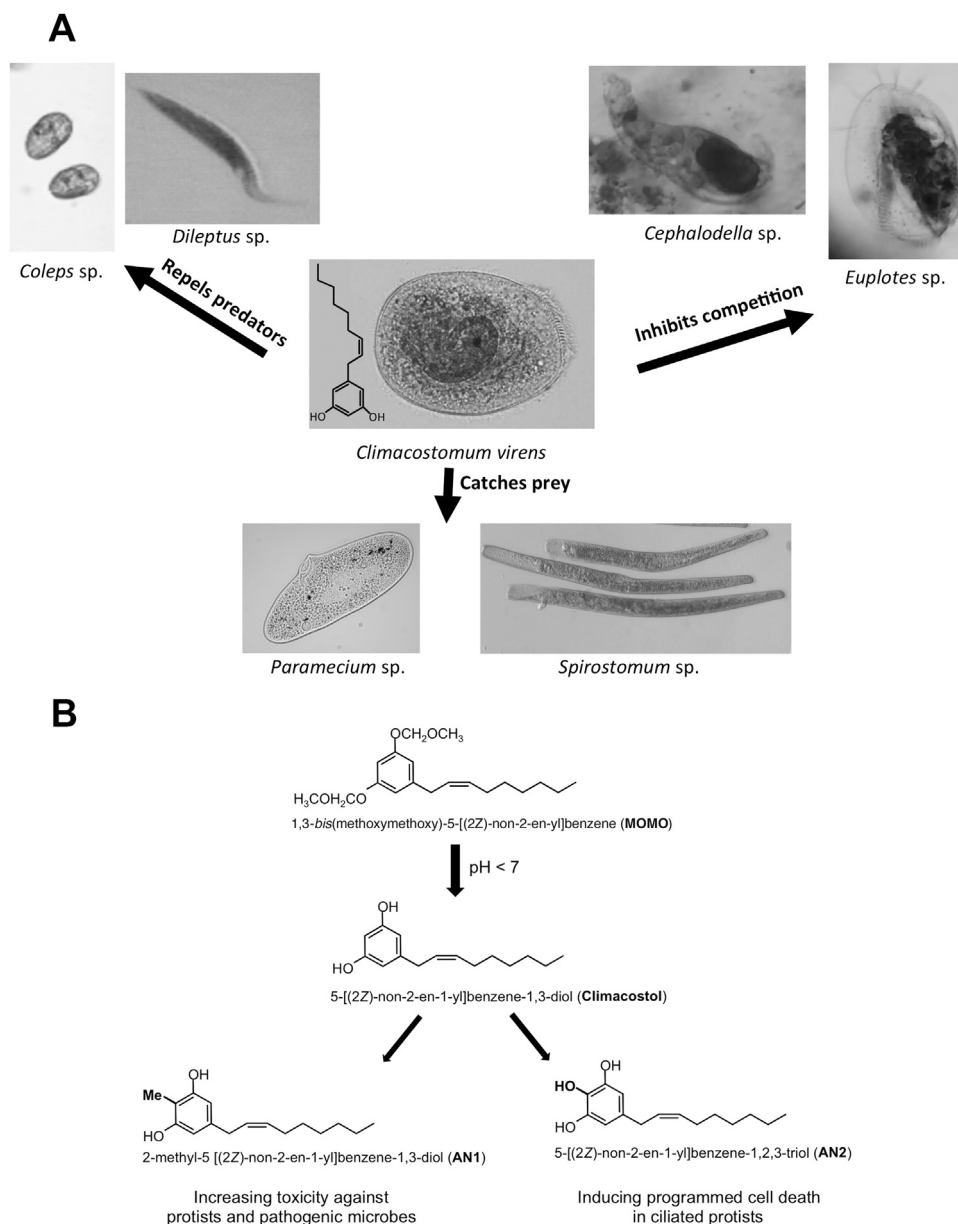 A
Coleps sp.
Dileptus sp.
Cephalodella sp.
Euplotes sp.
Repels predators
Inhibits competition
HO
OH
Climacostomum virens
Catches prey
Paramecium sp.
Spirostomum sp.
B
OCH₂OCH₃
H₃COH₂CO
1,3-bis(methoxymethoxy)-5-[(2Z)-non-2-en-yl]benzene (MOMO)
pH < 7
OH
HO
5-[(2Z)-non-2-en-1-yl]benzene-1,3-diol (Climacostol)
Me
OH
HO
2-methyl-5 [(2Z)-non-2-en-1-yl]benzene-1,3-diol (AN1)
OH
HO
HO
5-[(2Z)-non-2-en-1-yl]benzene-1,2,3-triol (AN2)
Increasing toxicity against
protists and pathogenic microbes
Inducing programmed cell death
in ciliated protists